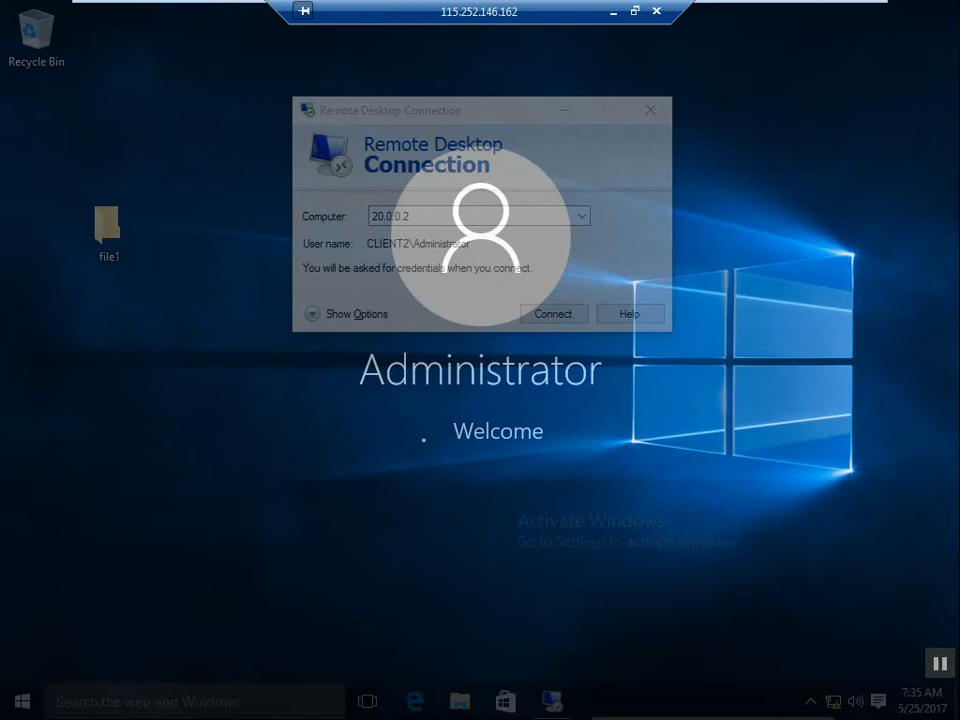 115.252.146.162
Recycle Bin
Remote Desktop Connection
Remote Desktop
Connection
Computer: 20.0.0.2
file1
User name: CLIENT2\Administrator
You will be asked for credentials when you connect.
Show Options Connect Help
Administrator
Welcome
Activate Windows
Go to Settings to activate Windows.
Search the web and Windows
7:35 AM
5/25/2017